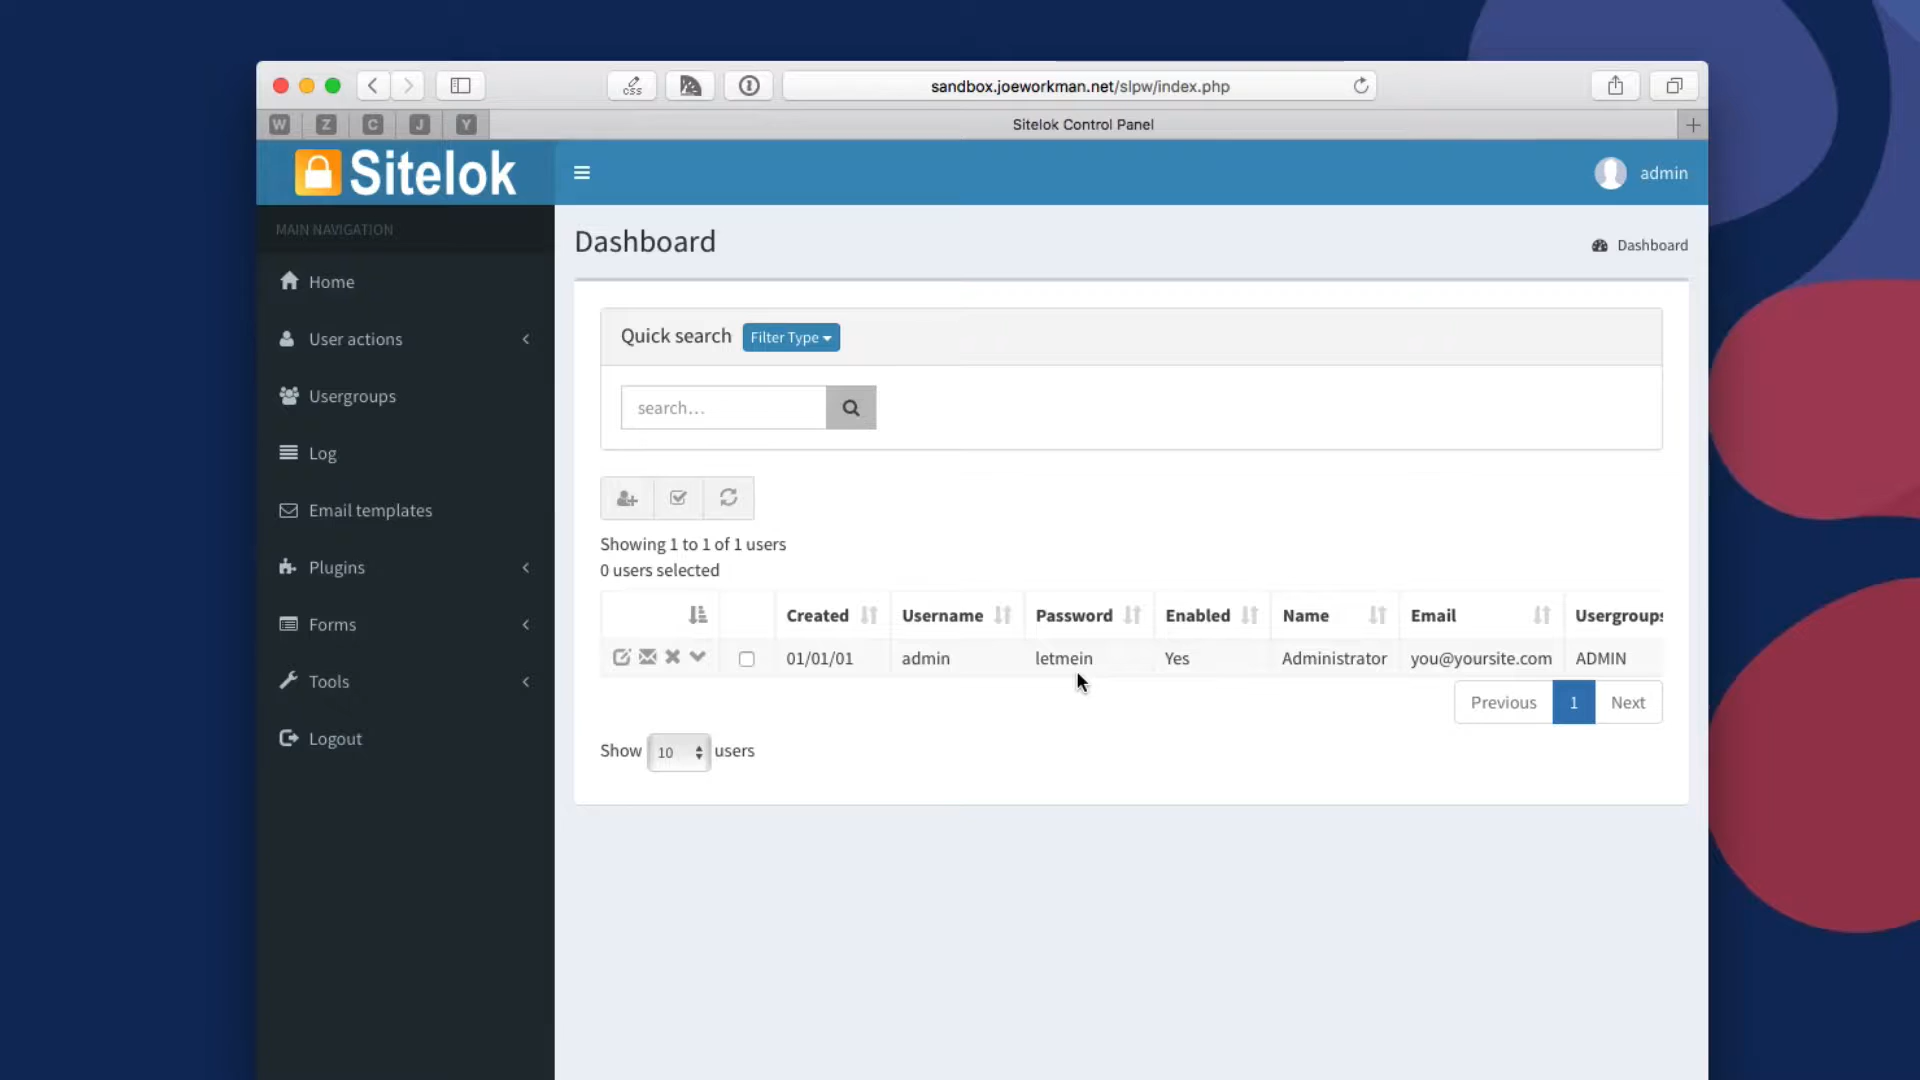 css
sandbox.joeworkman.net/slpw/index.php
W Z C J Y
Sitelok Control Panel
Sitelok
admin
MAIN NAVIGATION
Home
User actions
Usergroups
Log
Email templates
Plugins
Forms
Tools
Logout
Dashboard
Dashboard
Quick search Filter Type
search...
Showing 1 to 1 of 1 users
0 users selected
Created Username Password Enabled Name Email Usergroups
01/01/01 admin letmein Yes Administrator you@yoursite.com ADMIN
Previous 1 Next
Show 10 users